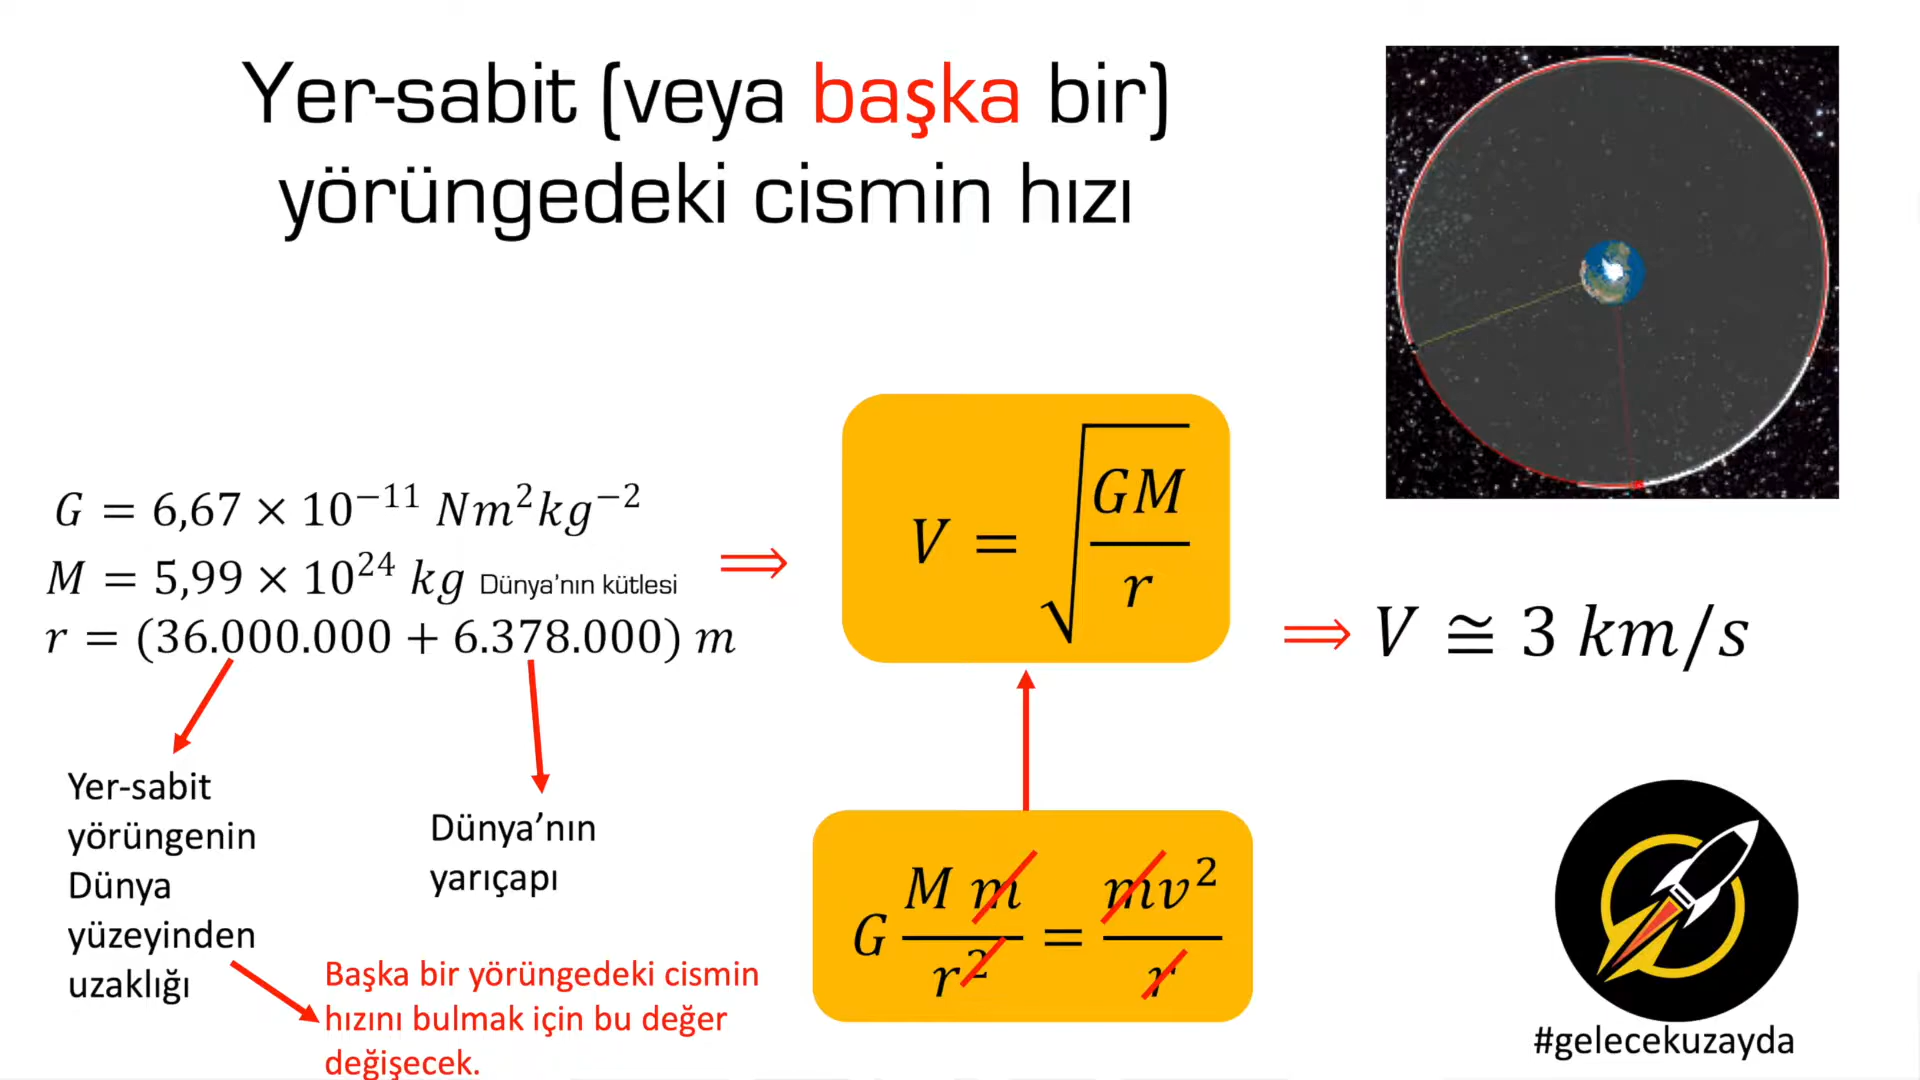 Yer-sabit (veya başka bir)
yörüngedeki cismin hızı
G = 6,67 × 10⁻¹¹ Nm²kg⁻²
M = 5,99 × 10²⁴ kg Dünya’nın kütlesi
r = (36.000.000 + 6.378.000) m
⟹
V = √(GM/r)
⟹ V ≅ 3 km/s
Yer-sabit
yörüngenin
Dünya
yüzeyinden
uzaklığı
Dünya’nın
yarıçapı
Başka bir yörüngedeki cismin
hızını bulmak için bu değer
değişecek.
G M m / r² = mv² / r
#gelecekuzayda